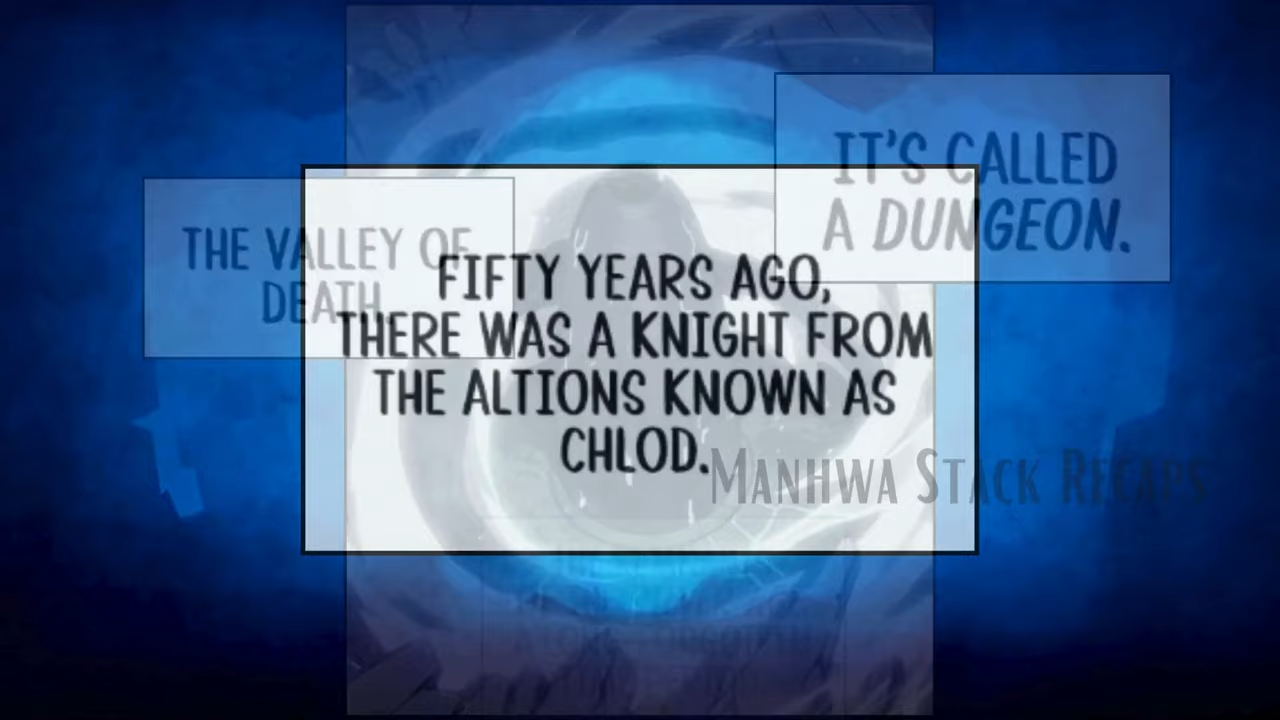 IT'S CALLED
A DUNGEON.
THE VALLEY OF
DEATH
FIFTY YEARS AGO,
THERE WAS A KNIGHT FROM
THE ALTIONS KNOWN AS
CHLOD.
MANHWA STACK RECAPS